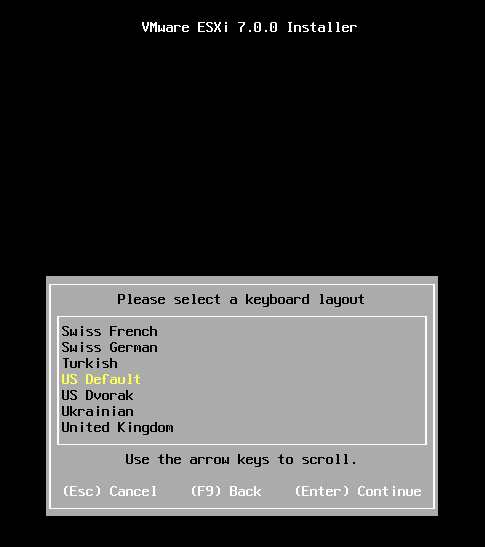 VMware ESXi 7.0.0 Installer
Please select a keyboard layout
Swiss French
Swiss German
Turkish
US Default
US Dvorak
Ukrainian
United Kingdom
Use the arrow keys to scroll.
(Esc) Cancel (F9) Back (Enter) Continue